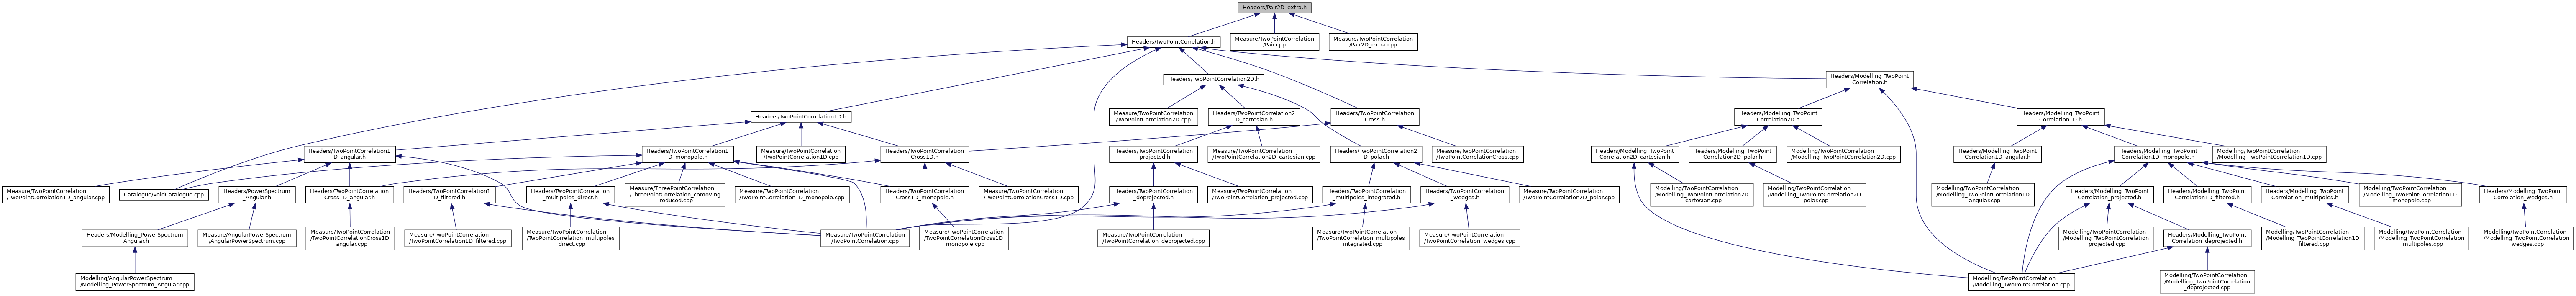 Headers/Pair2D_extra.h
Headers/TwoPointCorrelation.h
Measure/TwoPointCorrelation
/Pair.cpp
Measure/TwoPointCorrelation
/Pair2D_extra.cpp
Headers/TwoPointCorrelation2D.h
Headers/Modelling_TwoPoint
Correlation.h
Headers/TwoPointCorrelation1D.h
Measure/TwoPointCorrelation
/TwoPointCorrelation2D.cpp
Headers/TwoPointCorrelation2
D_cartesian.h
Headers/TwoPointCorrelation
Cross.h
Headers/Modelling_TwoPoint
Correlation2D.h
Headers/Modelling_TwoPoint
Correlation1D.h
Headers/TwoPointCorrelation1
D_angular.h
Headers/TwoPointCorrelation1
D_monopole.h
Measure/TwoPointCorrelation
/TwoPointCorrelation1D.cpp
Headers/TwoPointCorrelation
Cross1D.h
Headers/TwoPointCorrelation
_projected.h
Measure/TwoPointCorrelation
/TwoPointCorrelation2D_cartesian.cpp
Headers/TwoPointCorrelation2
D_polar.h
Measure/TwoPointCorrelation
/TwoPointCorrelationCross.cpp
Headers/Modelling_TwoPoint
Correlation2D_cartesian.h
Headers/Modelling_TwoPoint
Correlation2D_polar.h
Modelling/TwoPointCorrelation
/Modelling_TwoPointCorrelation2D.cpp
Headers/Modelling_TwoPoint
Correlation1D_angular.h
Headers/Modelling_TwoPoint
Correlation1D_monopole.h
Modelling/TwoPointCorrelation
/Modelling_TwoPointCorrelation1D.cpp
Measure/TwoPointCorrelation
/TwoPointCorrelation1D_angular.cpp
Catalogue/VoidCatalogue.cpp
Headers/PowerSpectrum
_Angular.h
Headers/TwoPointCorrelation
Cross1D_angular.h
Headers/TwoPointCorrelation1
D_filtered.h
Headers/TwoPointCorrelation
_multipoles_direct.h
Measure/ThreePointCorrelation
/ThreePointCorrelation_comoving
_reduced.cpp
Measure/TwoPointCorrelation
/TwoPointCorrelation1D_monopole.cpp
Headers/TwoPointCorrelation
Cross1D_monopole.h
Measure/TwoPointCorrelation
/TwoPointCorrelationCross1D.cpp
Headers/TwoPointCorrelation
_deprojected.h
Measure/TwoPointCorrelation
/TwoPointCorrelation_projected.cpp
Headers/TwoPointCorrelation
_multipoles_integrated.h
Headers/TwoPointCorrelation
_wedges.h
Measure/TwoPointCorrelation
/TwoPointCorrelation2D_polar.cpp
Modelling/TwoPointCorrelation
/Modelling_TwoPointCorrelation2D
_cartesian.cpp
Modelling/TwoPointCorrelation
/Modelling_TwoPointCorrelation2D
_polar.cpp
Modelling/TwoPointCorrelation
/Modelling_TwoPointCorrelation1D
_angular.cpp
Headers/Modelling_TwoPoint
Correlation_projected.h
Headers/Modelling_TwoPoint
Correlation1D_filtered.h
Headers/Modelling_TwoPoint
Correlation_multipoles.h
Modelling/TwoPointCorrelation
/Modelling_TwoPointCorrelation1D
_monopole.cpp
Headers/Modelling_TwoPoint
Correlation_wedges.h
Headers/Modelling_PowerSpectrum
_Angular.h
Measure/AngularPowerSpectrum
/AngularPowerSpectrum.cpp
Measure/TwoPointCorrelation
/TwoPointCorrelationCross1D
_angular.cpp
Measure/TwoPointCorrelation
/TwoPointCorrelation1D_filtered.cpp
Measure/TwoPointCorrelation
/TwoPointCorrelation_multipoles
_direct.cpp
Measure/TwoPointCorrelation
/TwoPointCorrelation.cpp
Measure/TwoPointCorrelation
/TwoPointCorrelationCross1D
_monopole.cpp
Measure/TwoPointCorrelation
/TwoPointCorrelation_deprojected.cpp
Measure/TwoPointCorrelation
/TwoPointCorrelation_multipoles
_integrated.cpp
Measure/TwoPointCorrelation
/TwoPointCorrelation_wedges.cpp
Modelling/TwoPointCorrelation
/Modelling_TwoPointCorrelation
_projected.cpp
Headers/Modelling_TwoPoint
Correlation_deprojected.h
Modelling/TwoPointCorrelation
/Modelling_TwoPointCorrelation1D
_filtered.cpp
Modelling/TwoPointCorrelation
/Modelling_TwoPointCorrelation
_multipoles.cpp
Modelling/TwoPointCorrelation
/Modelling_TwoPointCorrelation
_wedges.cpp
Modelling/AngularPowerSpectrum
/Modelling_PowerSpectrum_Angular.cpp
Modelling/TwoPointCorrelation
/Modelling_TwoPointCorrelation.cpp
Modelling/TwoPointCorrelation
/Modelling_TwoPointCorrelation
_deprojected.cpp